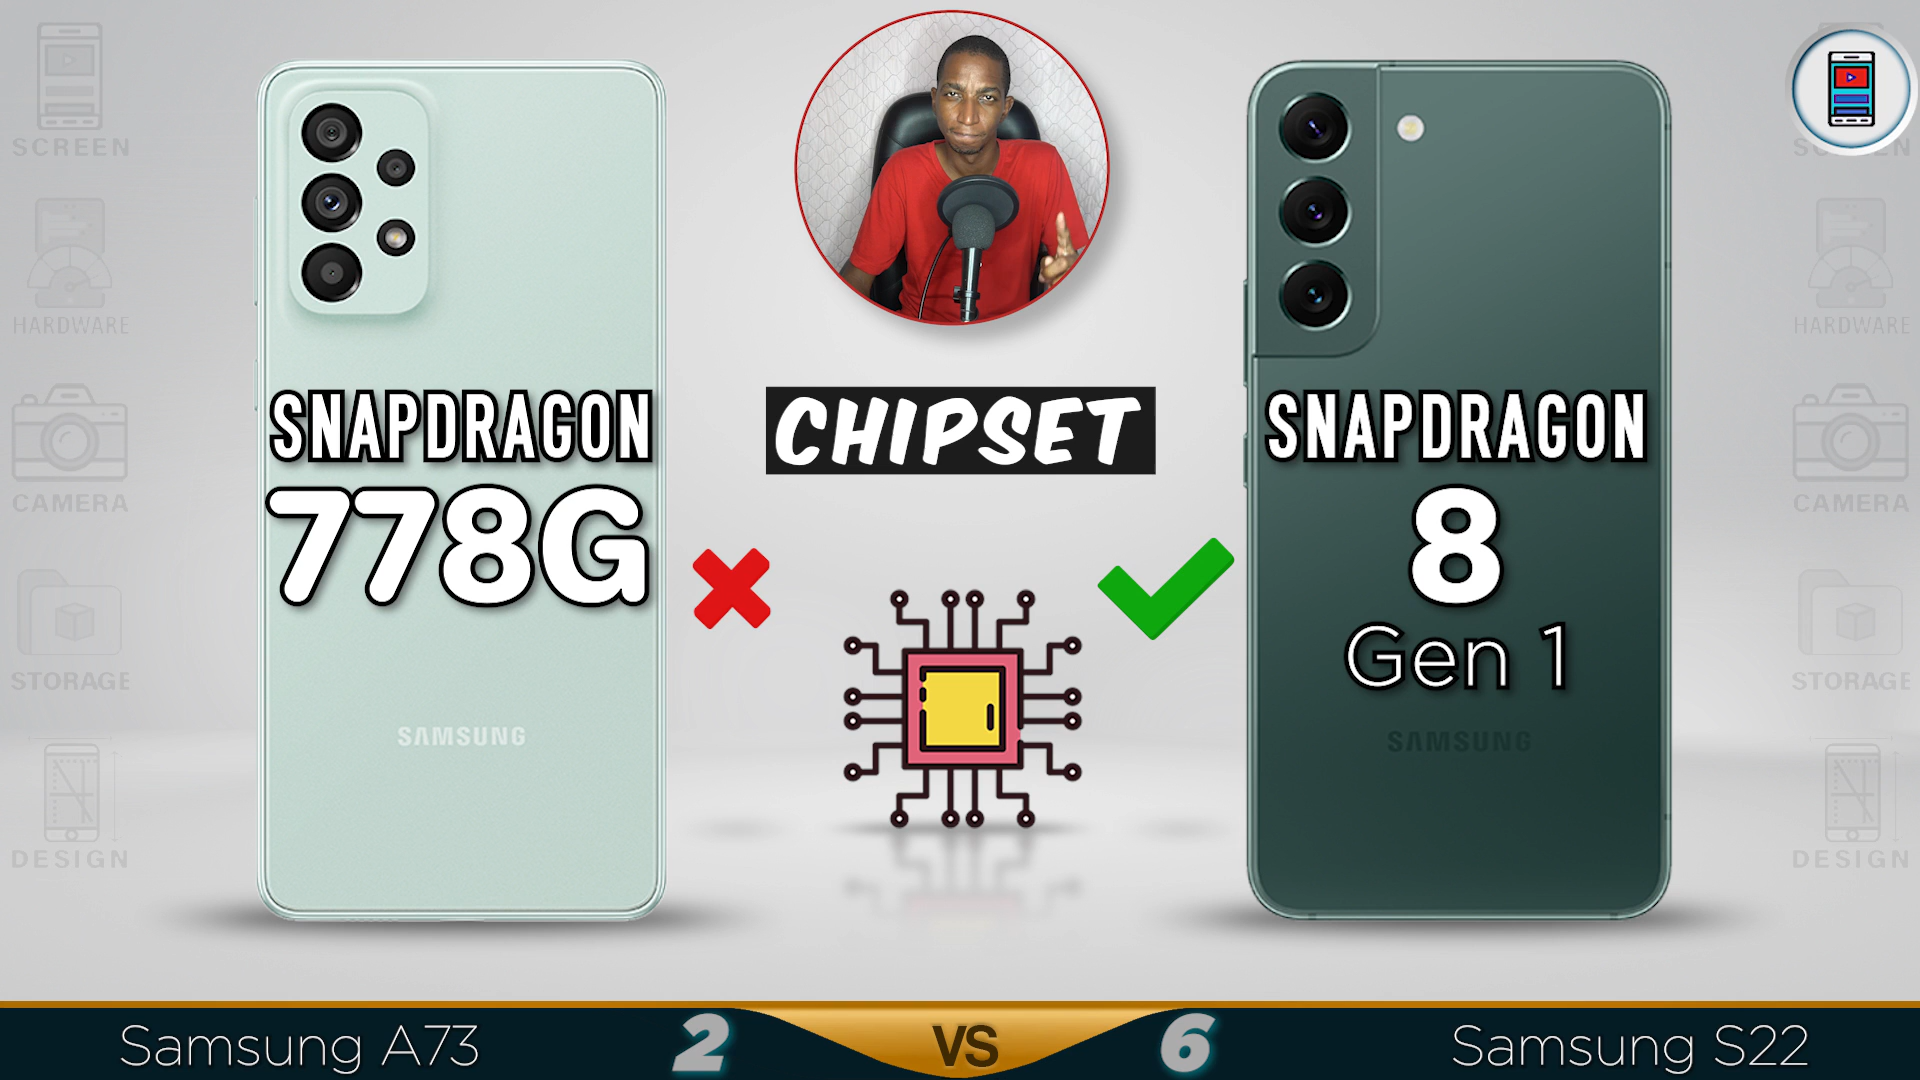 SCREEN
HARDWARE
CAMERA
STORAGE
DESIGN
SNAPDRAGON
778G
SAMSUNG
CHIPSET
SNAPDRAGON
8
Gen 1
SAMSUNG
HARDWARE
CAMERA
STORAGE
DESIGN
Samsung A73 2 VS 6 Samsung S22